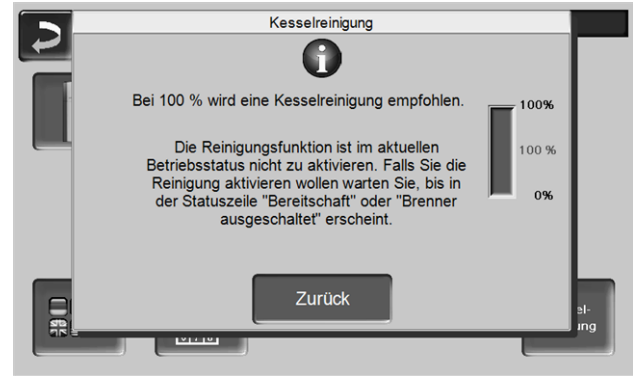 Kesselreinigung
Bei 100 % wird eine Kesselreinigung empfohlen.
100%
100 %
0%
Die Reinigungsfunktion ist im aktuellen
Betriebsstatus nicht zu aktivieren. Falls Sie die
Reinigung aktivieren wollen warten Sie, bis in
der Statuszeile "Bereitschaft" oder "Brenner
ausgeschaltet" erscheint.
Zurück